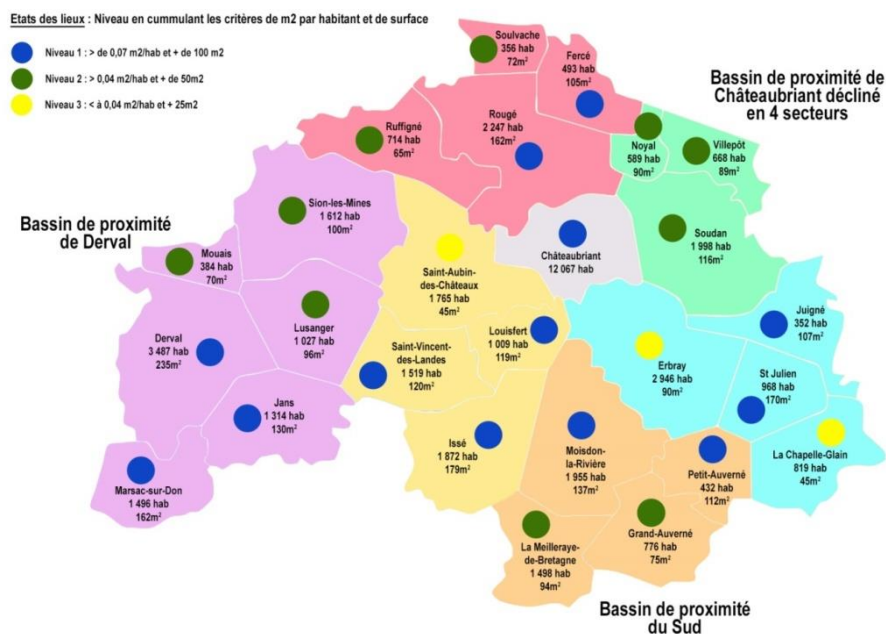 Etats des lieux : Niveau en cummulant les critères de m2 par habitant et de surface
Niveau 1 : > de 0,07 m2/hab et + de 100 m2
Niveau 2 : > 0,04 m2/hab et + de 50m2
Niveau 3 : < à 0,04 m2/hab et + 25m2
Bassin de proximité de
Châteaubriant décliné
en 4 secteurs
Soulvache
356 hab
72m²
Fercé
493 hab
105m²
Rougé
2 247 hab
162m²
Ruffigné
714 hab
65m²
Noyal
589 hab
90m²
Villepôt
668 hab
89m²
Soudan
1 998 hab
116m²
Châteaubriant
12 067 hab
Bassin de proximité
de Derval
Sion-les-Mines
1 612 hab
100m²
Mouais
384 hab
70m²
Derval
3 487 hab
235m²
Lusanger
1 027 hab
96m²
Jans
1 314 hab
130m²
Marsac-sur-Don
1 496 hab
162m²
Saint-Aubin-
des-Châteaux
1 765 hab
45m²
Saint-Vincent-
des-Landes
1 519 hab
120m²
Louisfert
1 009 hab
119m²
Issé
1 872 hab
179m²
Erbray
2 946 hab
90m²
Juigné
352 hab
107m²
St Julien
968 hab
170m²
La Chapelle-Glain
819 hab
45m²
Moisdon-
la-Rivière
1 955 hab
137m²
Petit-Auverné
432 hab
112m²
Grand-Auverné
776 hab
75m²
La Meilleraye-
de-Bretagne
1 498 hab
94m²
Bassin de proximité
du Sud